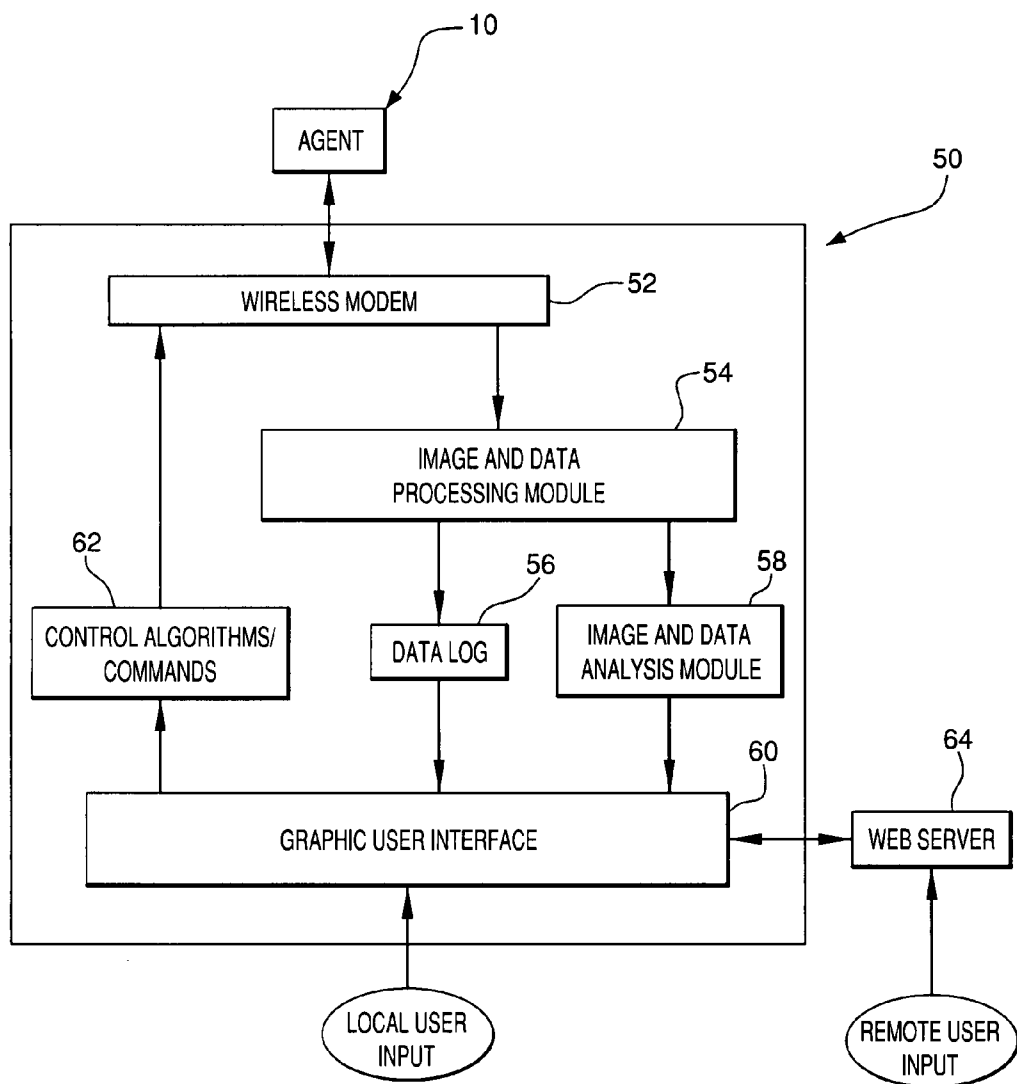 10
AGENT
50
WIRELESS MODEM
52
54
IMAGE AND DATA
PROCESSING MODULE
62
56
58
CONTROL ALGORITHMS/
COMMANDS
DATA LOG
IMAGE AND DATA
ANALYSIS MODULE
60
64
GRAPHIC USER INTERFACE
WEB SERVER
LOCAL USER
INPUT
REMOTE USER
INPUT